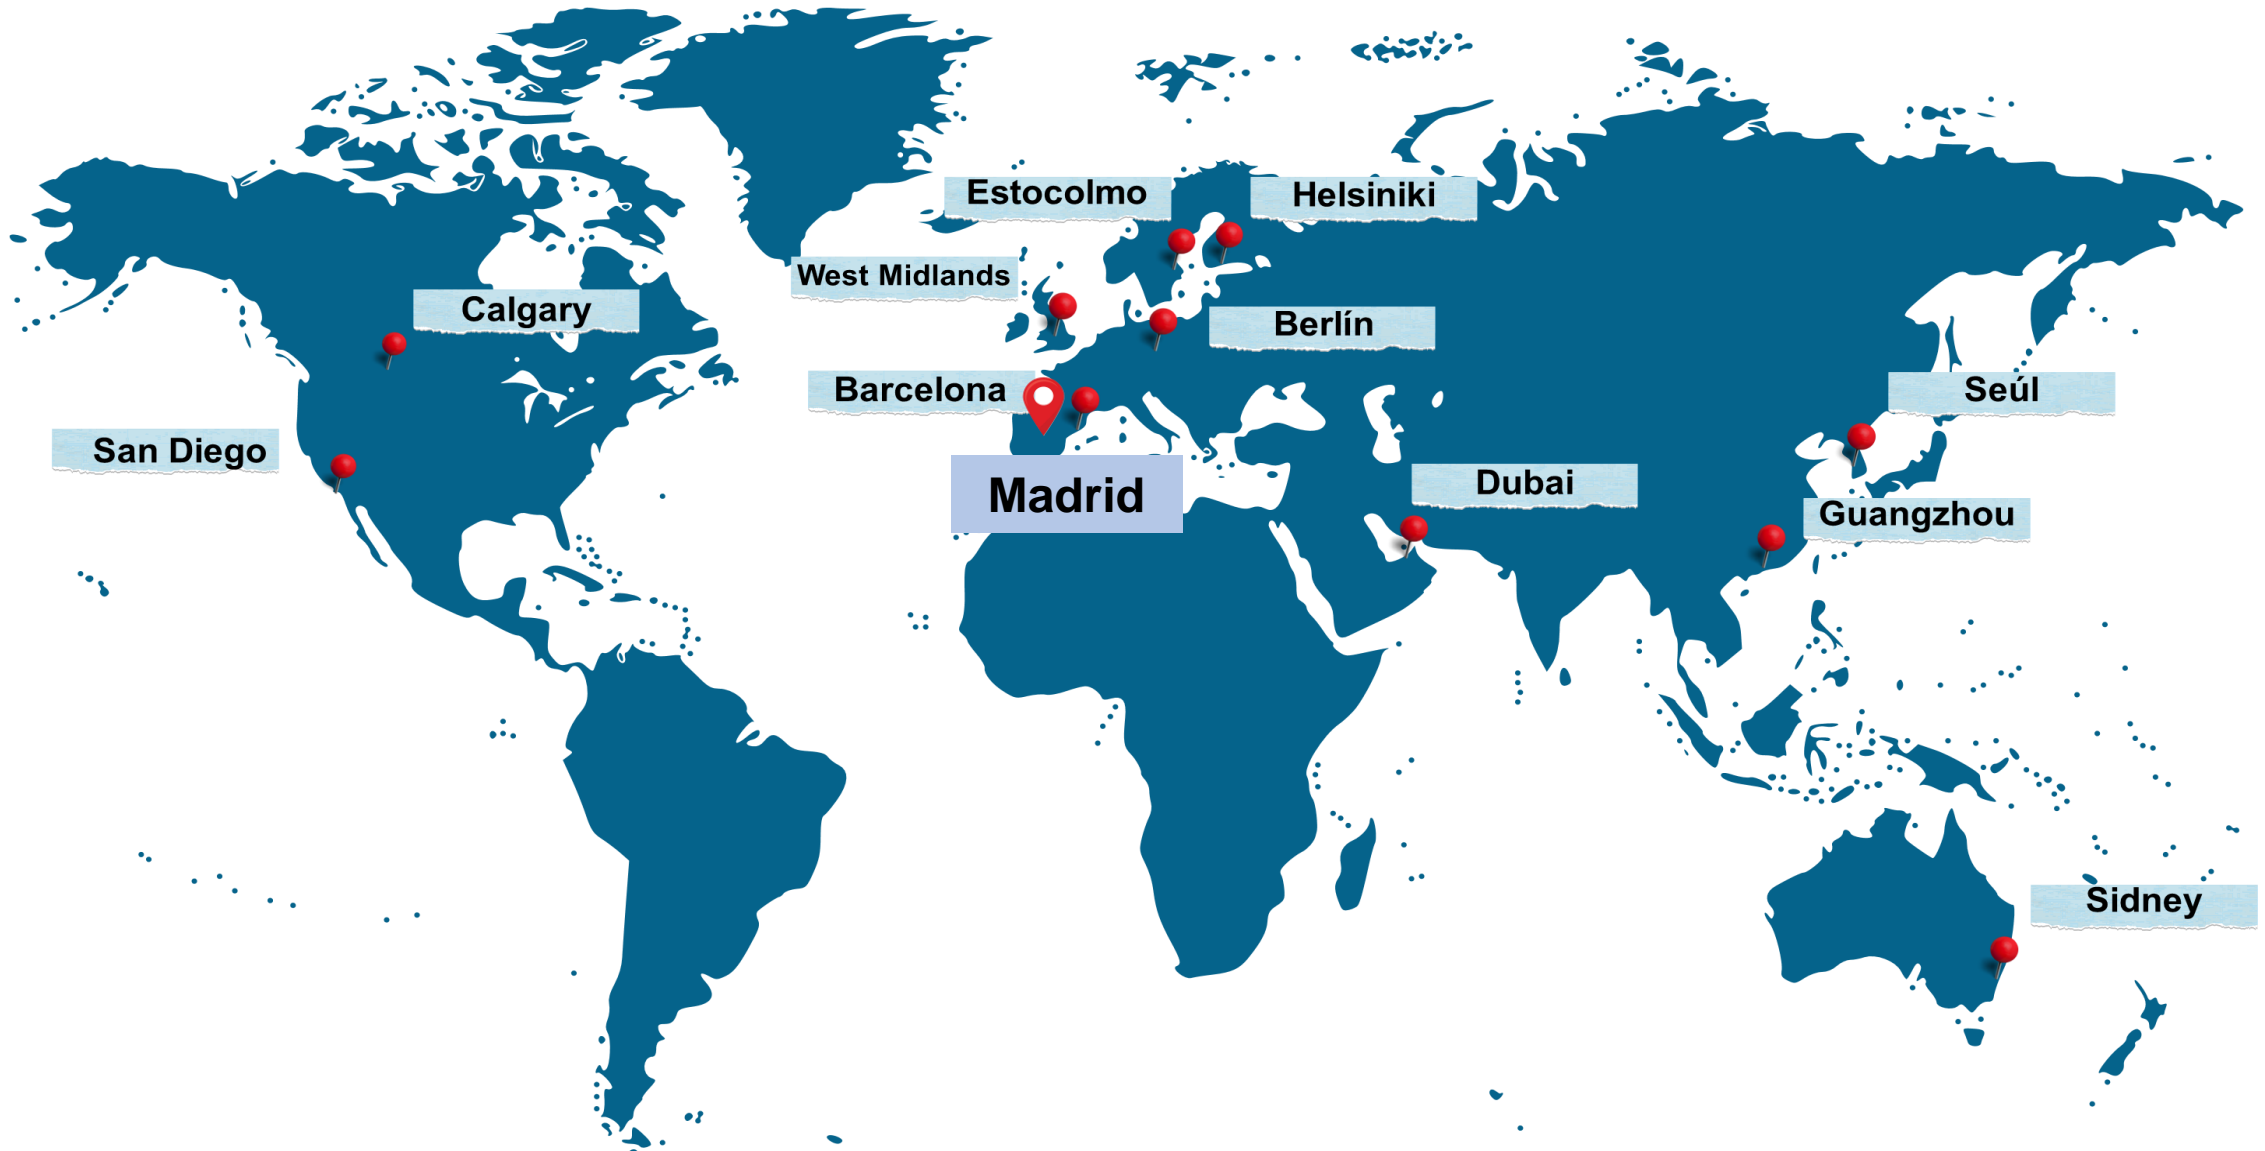 Estocolmo
Helsiniki
West Midlands
Calgary
Berlín
Barcelona
Seúl
San Diego
Madrid
Dubai
Guangzhou
Sidney